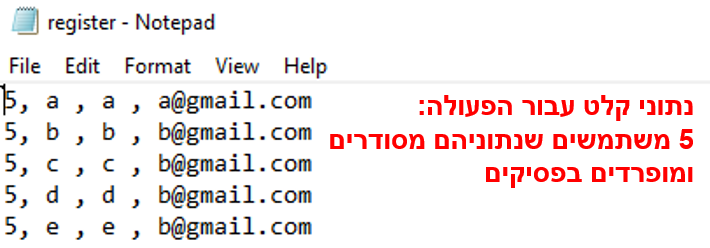 register - Notepad
File Edit Format View Help
5, a , a , a@gmail.com
5, b , b , b@gmail.com
5, c , c , b@gmail.com
5, d , d , b@gmail.com
5, e , e , b@gmail.com
נתוני קלט עבור הפעולה:
5 משתמשים שנתוניהם מסודרים
ומופרדים בפסיקים